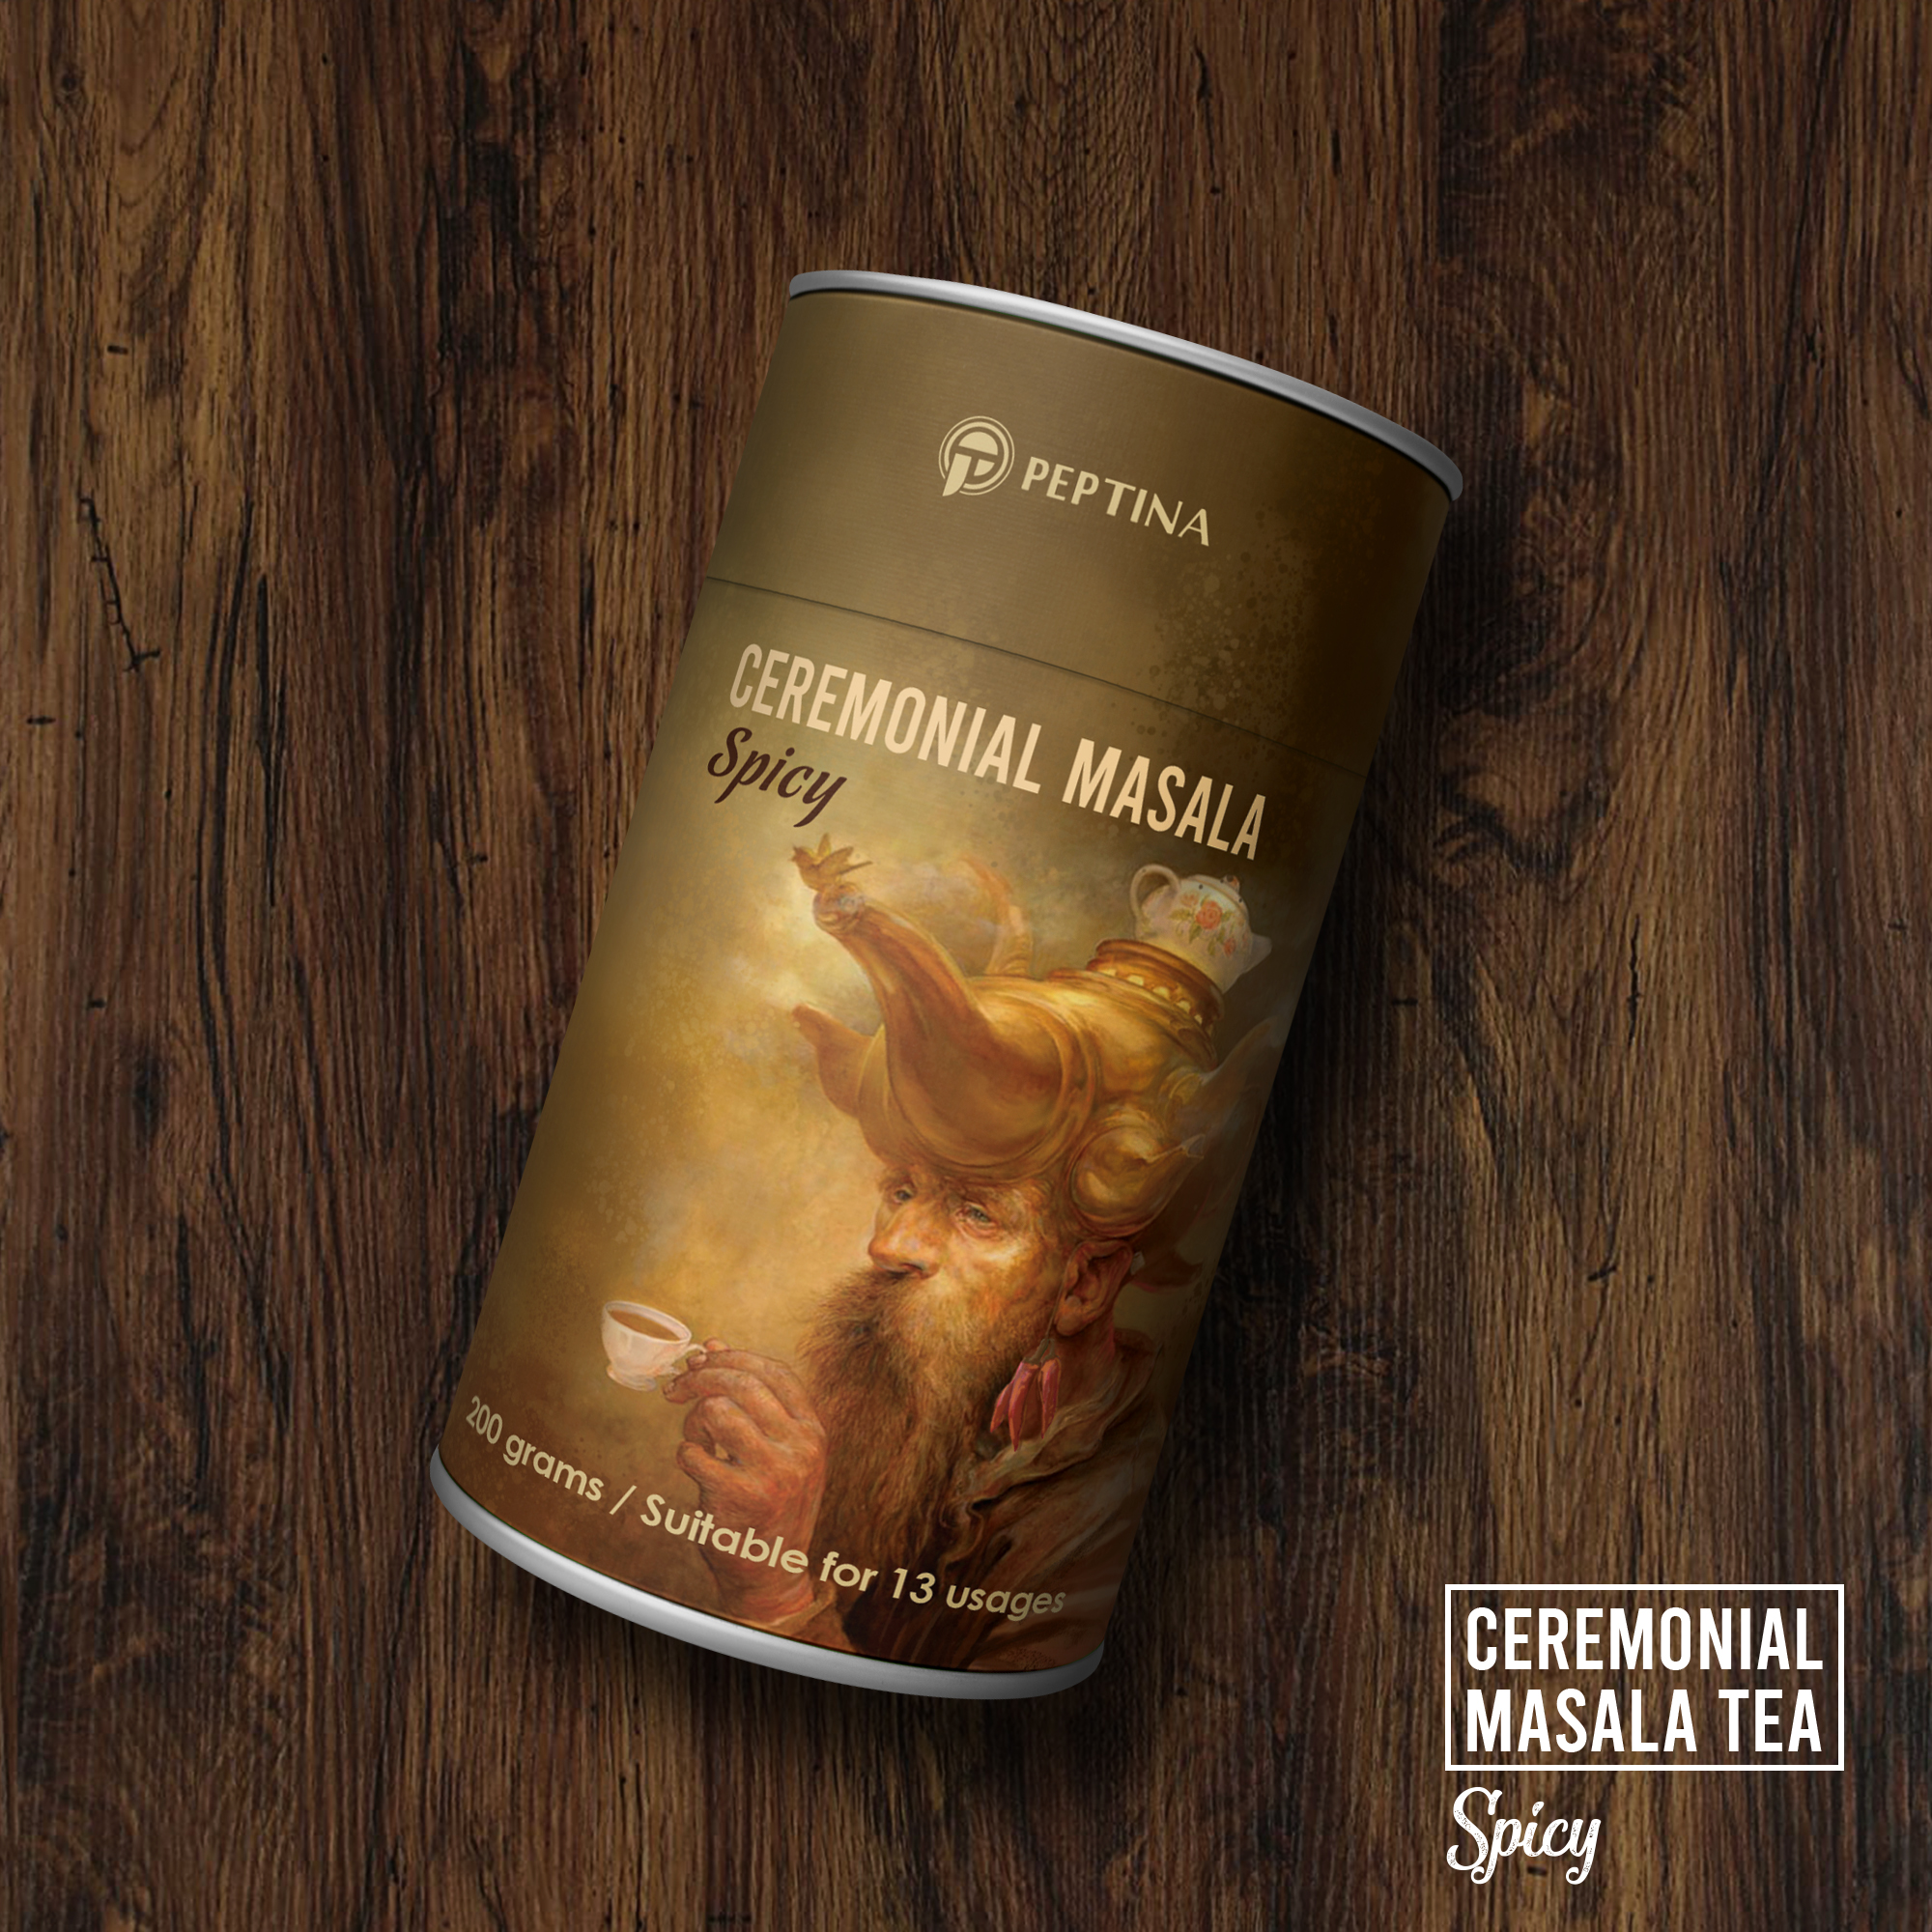 PEPTINA
CEREMONIAL MASALA
Spicy
200 grams / Suitable for 13 usages
CEREMONIAL
MASALA TEA
Spicy